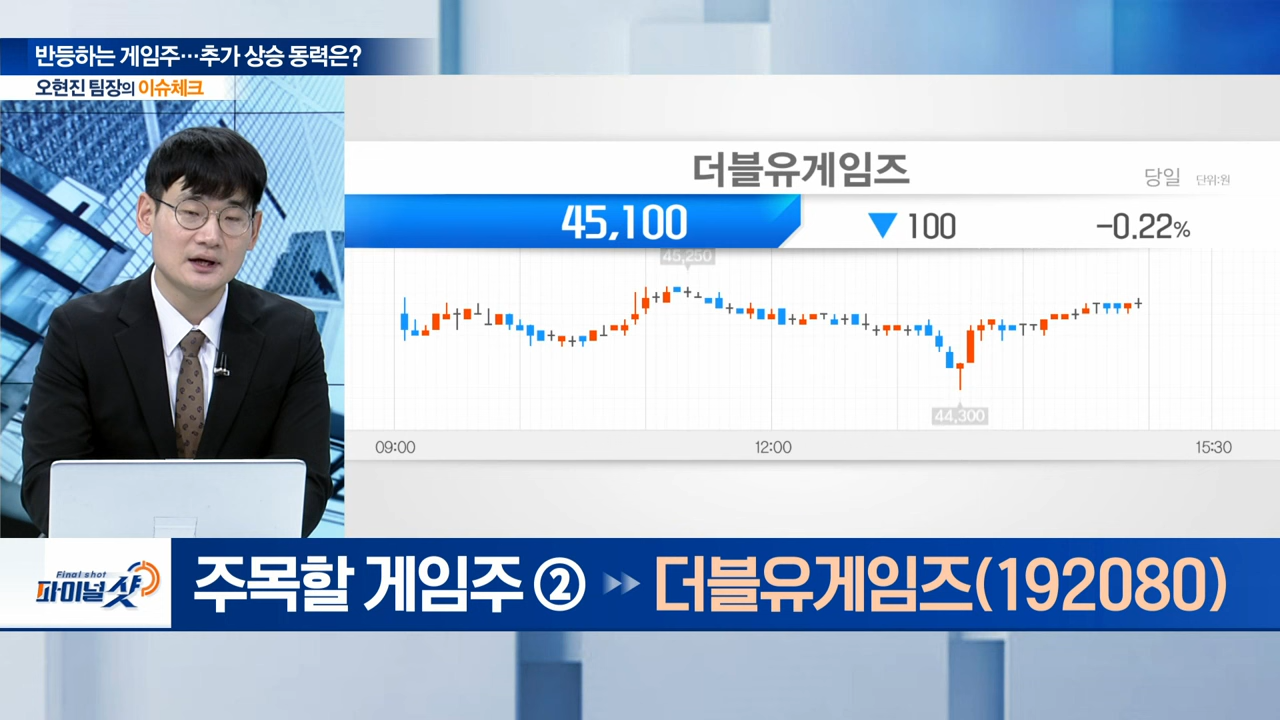 반등하는 게임주…추가 상승 동력은?
오현진 팀장의 이슈체크
더블유게임즈
당일 단위:원
45,100 ▼ 100 -0.22%
45,250
44,300
09:00 12:00 15:30
Final shot
파이널샷
주목할 게임주 ② ▶▶ 더블유게임즈(192080)